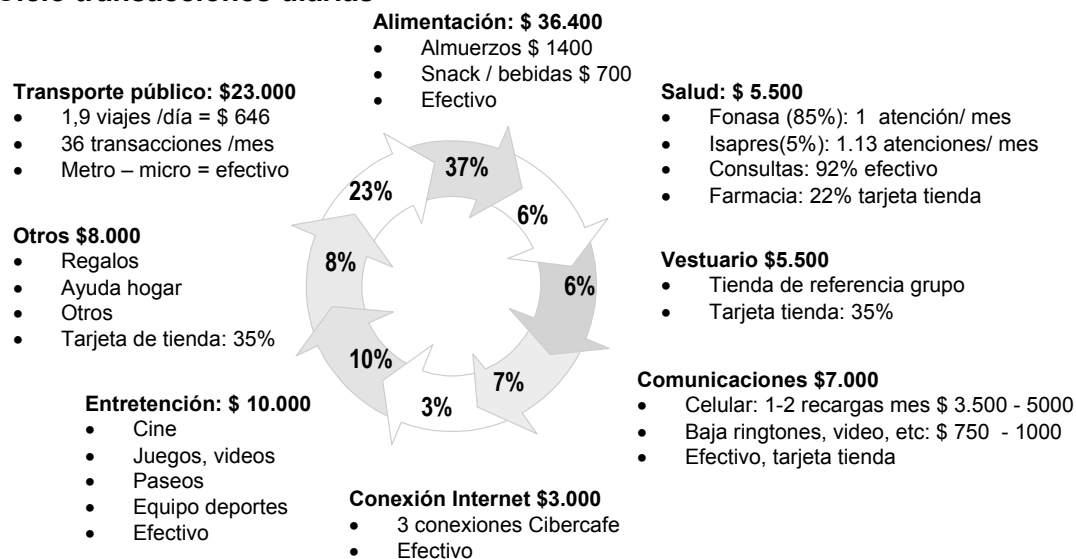 Alimentación: $ 36.400
• Almuerzos $ 1400
• Snack / bebidas $ 700
• Efectivo
Transporte público: $23.000
• 1,9 viajes /día = $ 646
• 36 transacciones /mes
• Metro – micro = efectivo
Salud: $ 5.500
• Fonasa (85%): 1 atención/ mes
• Isapres(5%): 1.13 atenciones/ mes
• Consultas: 92% efectivo
• Farmacia: 22% tarjeta tienda
37%
23%
6%
Otros $8.000
• Regalos
• Ayuda hogar
• Otros
• Tarjeta de tienda: 35%
8%
6%
Vestuario $5.500
• Tienda de referencia grupo
• Tarjeta tienda: 35%
10%
7%
3%
Comunicaciones $7.000
• Celular: 1-2 recargas mes $ 3.500 - 5000
• Baja ringtones, video, etc: $ 750 - 1000
• Efectivo, tarjeta tienda
Entretención: $ 10.000
• Cine
• Juegos, videos
• Paseos
• Equipo deportes
• Efectivo
Conexión Internet $3.000
• 3 conexiones Cibercafe
• Efectivo